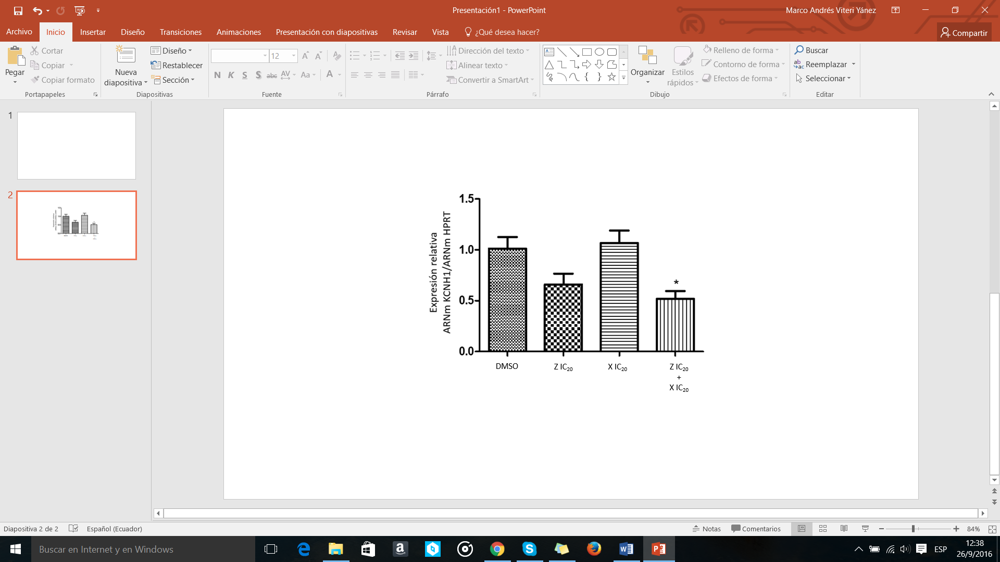 Presentación1 - PowerPoint
Marco Andrés Viteri Yánez
Archivo
Inicio
Insertar
Diseño
Transiciones
Animaciones
Presentación con diapositivas
Revisar
Vista
¿Qué desea hacer?
Compartir
Pegar
Cortar
Copiar
Copiar formato
Portapapeles
Nueva
diapositiva
Diseño
Restablecer
Sección
Diapositivas
12
N K S S abc AV Aa A
Fuente
Dirección del texto
Alinear texto
Convertir a SmartArt
Párrafo
Organizar
Estilos
rápidos
Relleno de forma
Contorno de forma
Efectos de forma
Dibujo
Buscar
Reemplazar
Seleccionar
Editar
1
2
Expresión relativa
ARNm KCNH1/ARNm HPRT
1.5
1.0
0.5
0.0
*
DMSO
Z IC20
X IC20
Z IC20
+
X IC20
Diapositiva 2 de 2
Español (Ecuador)
Notas
Comentarios
84%
Buscar en Internet y en Windows
ESP
12:38
26/9/2016